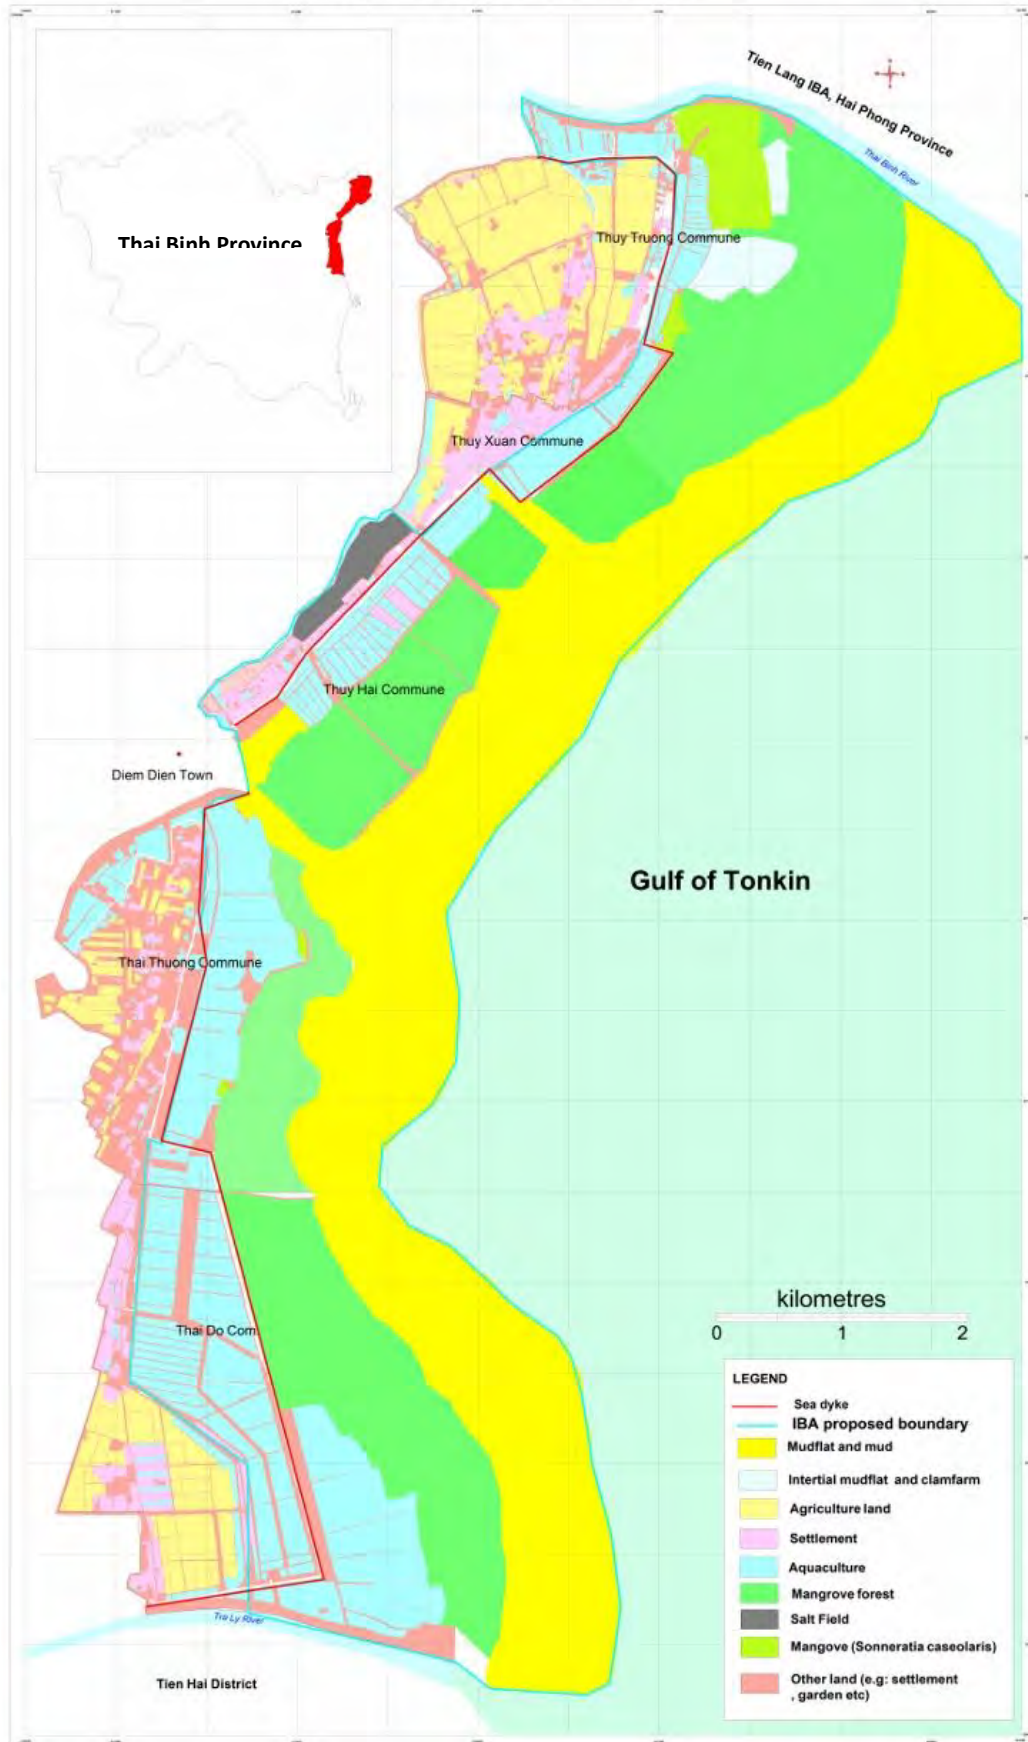 Tien Lang IBA, Hai Phong Province
Thai Binh River
Thai Binh Province
Thuy Truong Commune
Thuy Xuan Commune
Thuy Hai Commune
Diem Dien Town
Gulf of Tonkin
Thai Thuong Commune
Thai Do Com
kilometres
0 1 2
LEGEND
Sea dyke
IBA proposed boundary
Mudflat and mud
Intertial mudflat and clamfarm
Agriculture land
Settlement
Aquaculture
Mangrove forest
Salt Field
Mangove (Sonneratia caseolaris)
Other land (e.g: settlement
, garden etc)
Tra Ly River
Tien Hai District